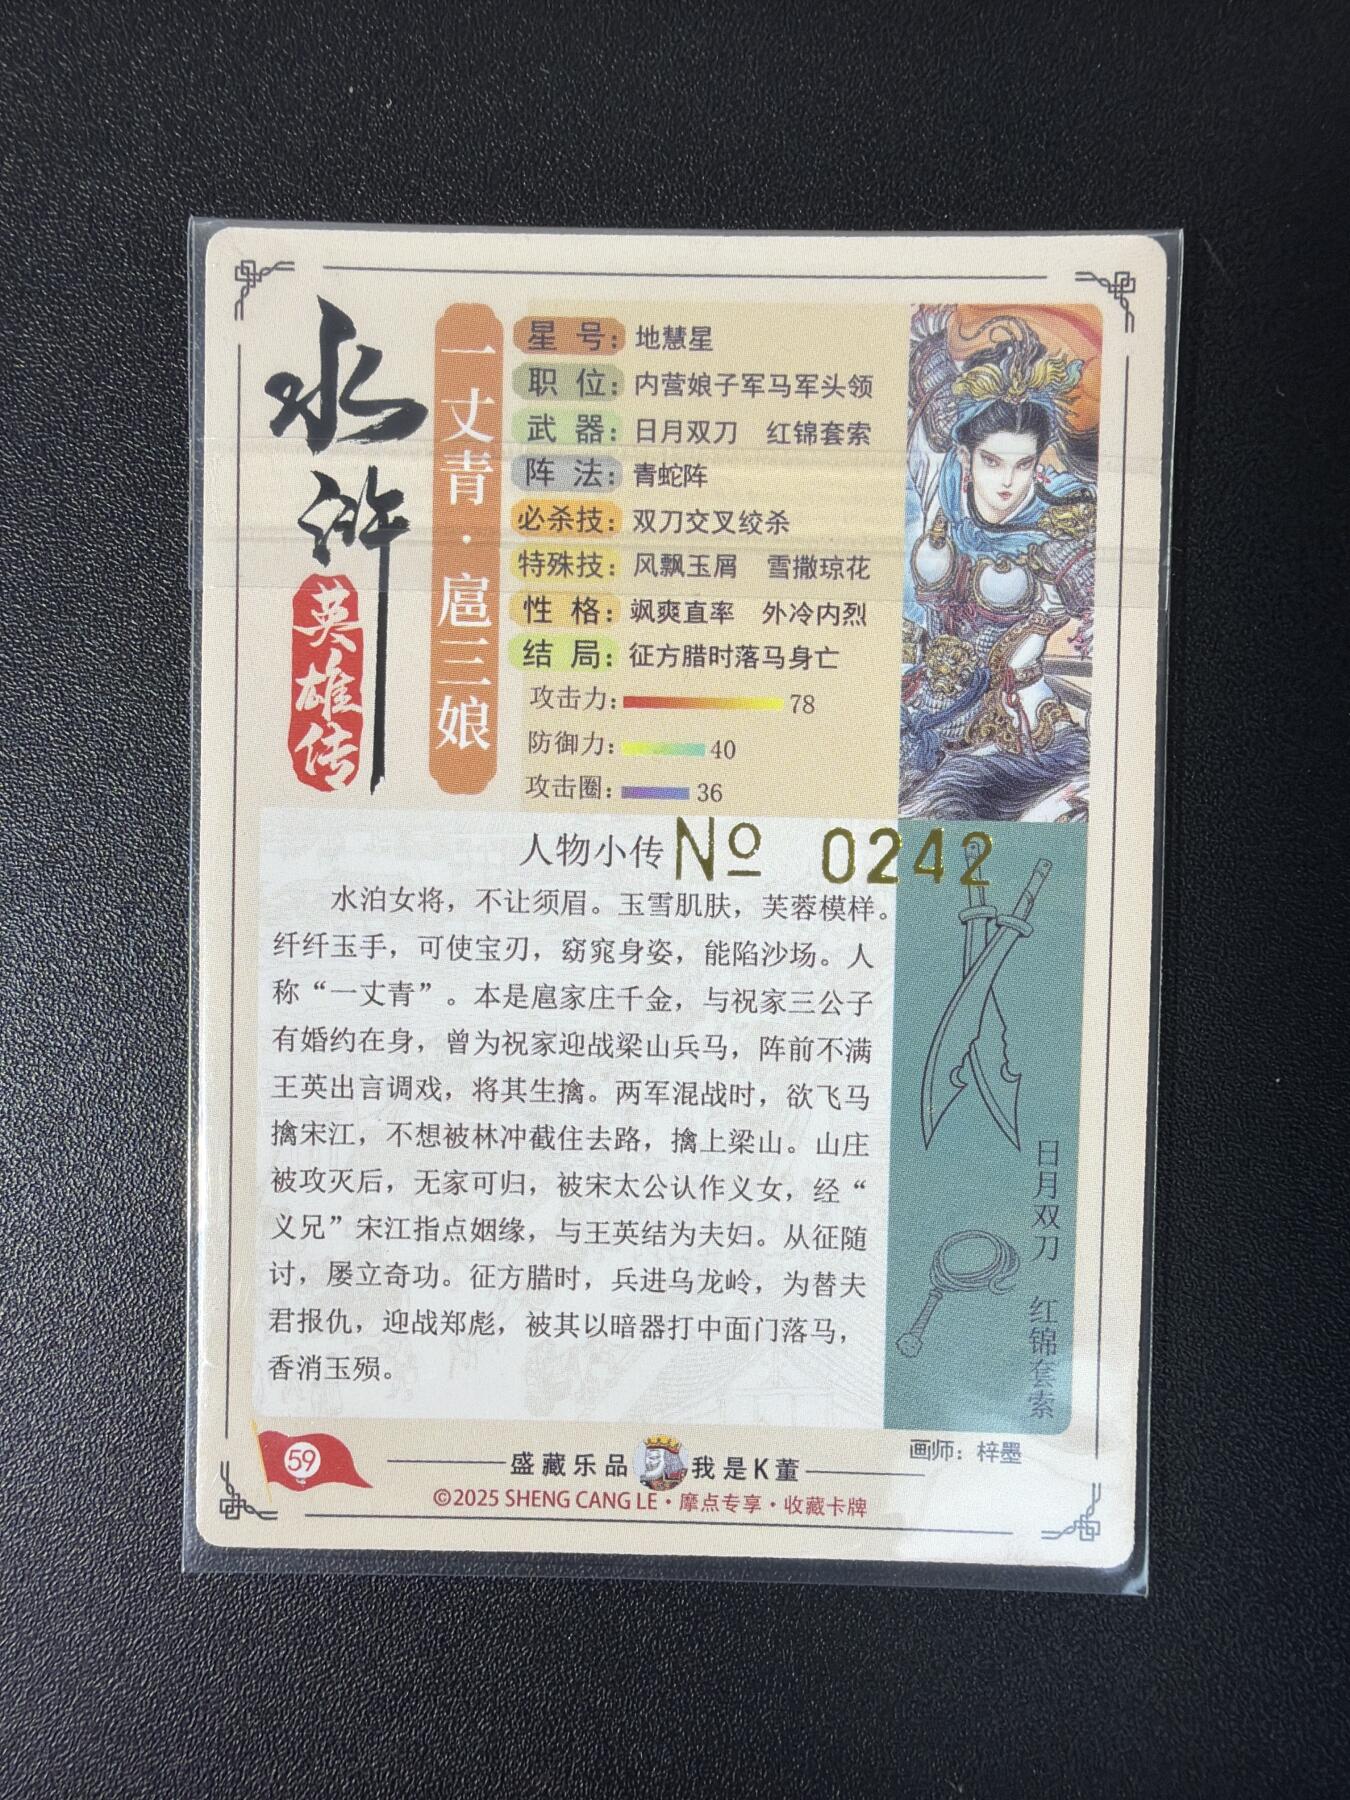 水浒
英雄传
一丈青·扈三娘
星号：地慧星
职位：内营娘子军马军头领
武器：日月双刀 红锦套索
阵法：青蛇阵
必杀技：双刀交叉绞杀
特殊技：风飘玉屑 雪撒琼花
性格：飒爽直率 外冷内烈
结局：征方腊时落马身亡
攻击力：78
防御力：40
攻击圈：36
人物小传
No 0242
水泊女将，不让须眉。玉雪肌肤，芙蓉模样。
纤纤玉手，可使宝刃，窈窕身姿，能陷沙场。人
称“一丈青”。本是扈家庄千金，与祝家三公子
有婚约在身，曾为祝家迎战梁山兵马，阵前不满
王英出言调戏，将其生擒。两军混战时，欲飞马
擒宋江，不想被林冲截住去路，擒上梁山。山庄
被攻灭后，无家可归，被宋太公认作义女，经“
义兄”宋江指点姻缘，与王英结为夫妇。从征随
讨，屡立奇功。征方腊时，兵进乌龙岭，为替夫
君报仇，迎战郑彪，被其以暗器打中面门落马，
香消玉殒。
日月双刀 红锦套索
画师：梓墨
59
盛藏乐品 我是K董
©2025 SHENG CANG LE·摩点专享·收藏卡牌